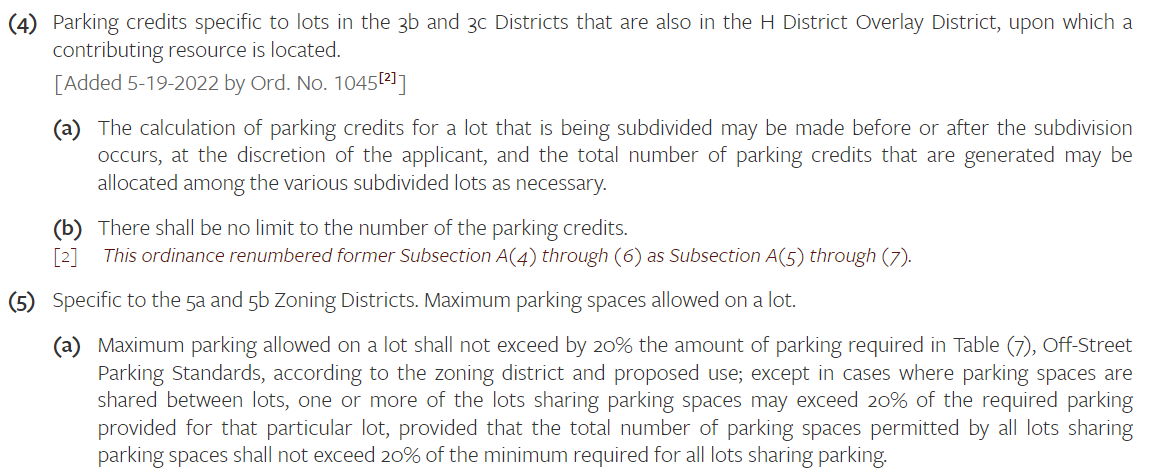 (4) Parking credits specific to lots in the 3b and 3c Districts that are also in the H District Overlay District, upon which a
contributing resource is located.
[Added 5-19-2022 by Ord. No. 1045[2]]
(a) The calculation of parking credits for a lot that is being subdivided may be made before or after the subdivision
occurs, at the discretion of the applicant, and the total number of parking credits that are generated may be
allocated among the various subdivided lots as necessary.
(b) There shall be no limit to the number of the parking credits.
[2] This ordinance renumbered former Subsection A(4) through (6) as Subsection A(5) through (7).
(5) Specific to the 5a and 5b Zoning Districts. Maximum parking spaces allowed on a lot.
(a) Maximum parking allowed on a lot shall not exceed by 20% the amount of parking required in Table (7), Off-Street
Parking Standards, according to the zoning district and proposed use; except in cases where parking spaces are
shared between lots, one or more of the lots sharing parking spaces may exceed 20% of the required parking
provided for that particular lot, provided that the total number of parking spaces permitted by all lots sharing
parking spaces shall not exceed 20% of the minimum required for all lots sharing parking.